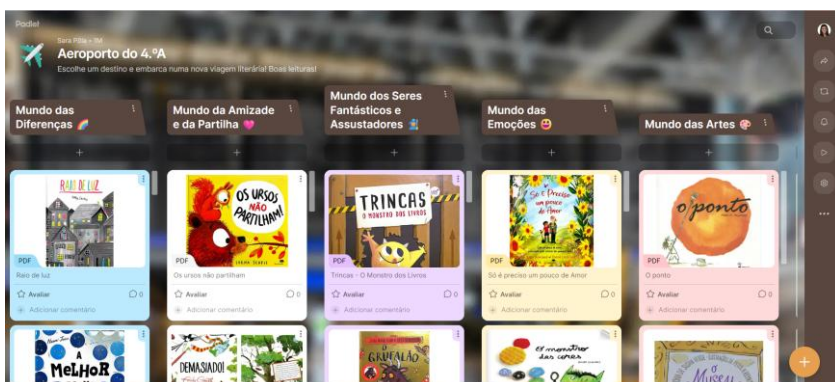 Padlet
Sara Póla • 8d
Aeroporto do 4.ºA
Escolhe um destino e embarca numa nova viagem literária! Boas leituras!
Mundo das
Diferenças 🌈
Mundo da Amizade
e da Partilha 💗
Mundo dos Seres
Fantásticos e
Assustadores
Mundo das
Emoções 😃
Mundo das Artes 🎨
RAIO DE LUZ
PDF
Raio de luz
Avaliar
0
Adicionar comentário
OS URSOS
NÃO
PARTILHAM!
PDF
Os ursos não partilham
Avaliar
0
Adicionar comentário
TRINCAS
O MONSTRO DOS LIVROS
PDF
Trincas - O Monstro dos Livros
Avaliar
0
Adicionar comentário
Só É Preciso
um pouco
de Amor
PDF
Só é preciso um pouco de Amor
Avaliar
0
Adicionar comentário
o ponto
PDF
O ponto
Avaliar
0
Adicionar comentário
A
MELHOR
DEMASIADO!
GRUFALÃO
O monstro
das cores
O
MUSEU